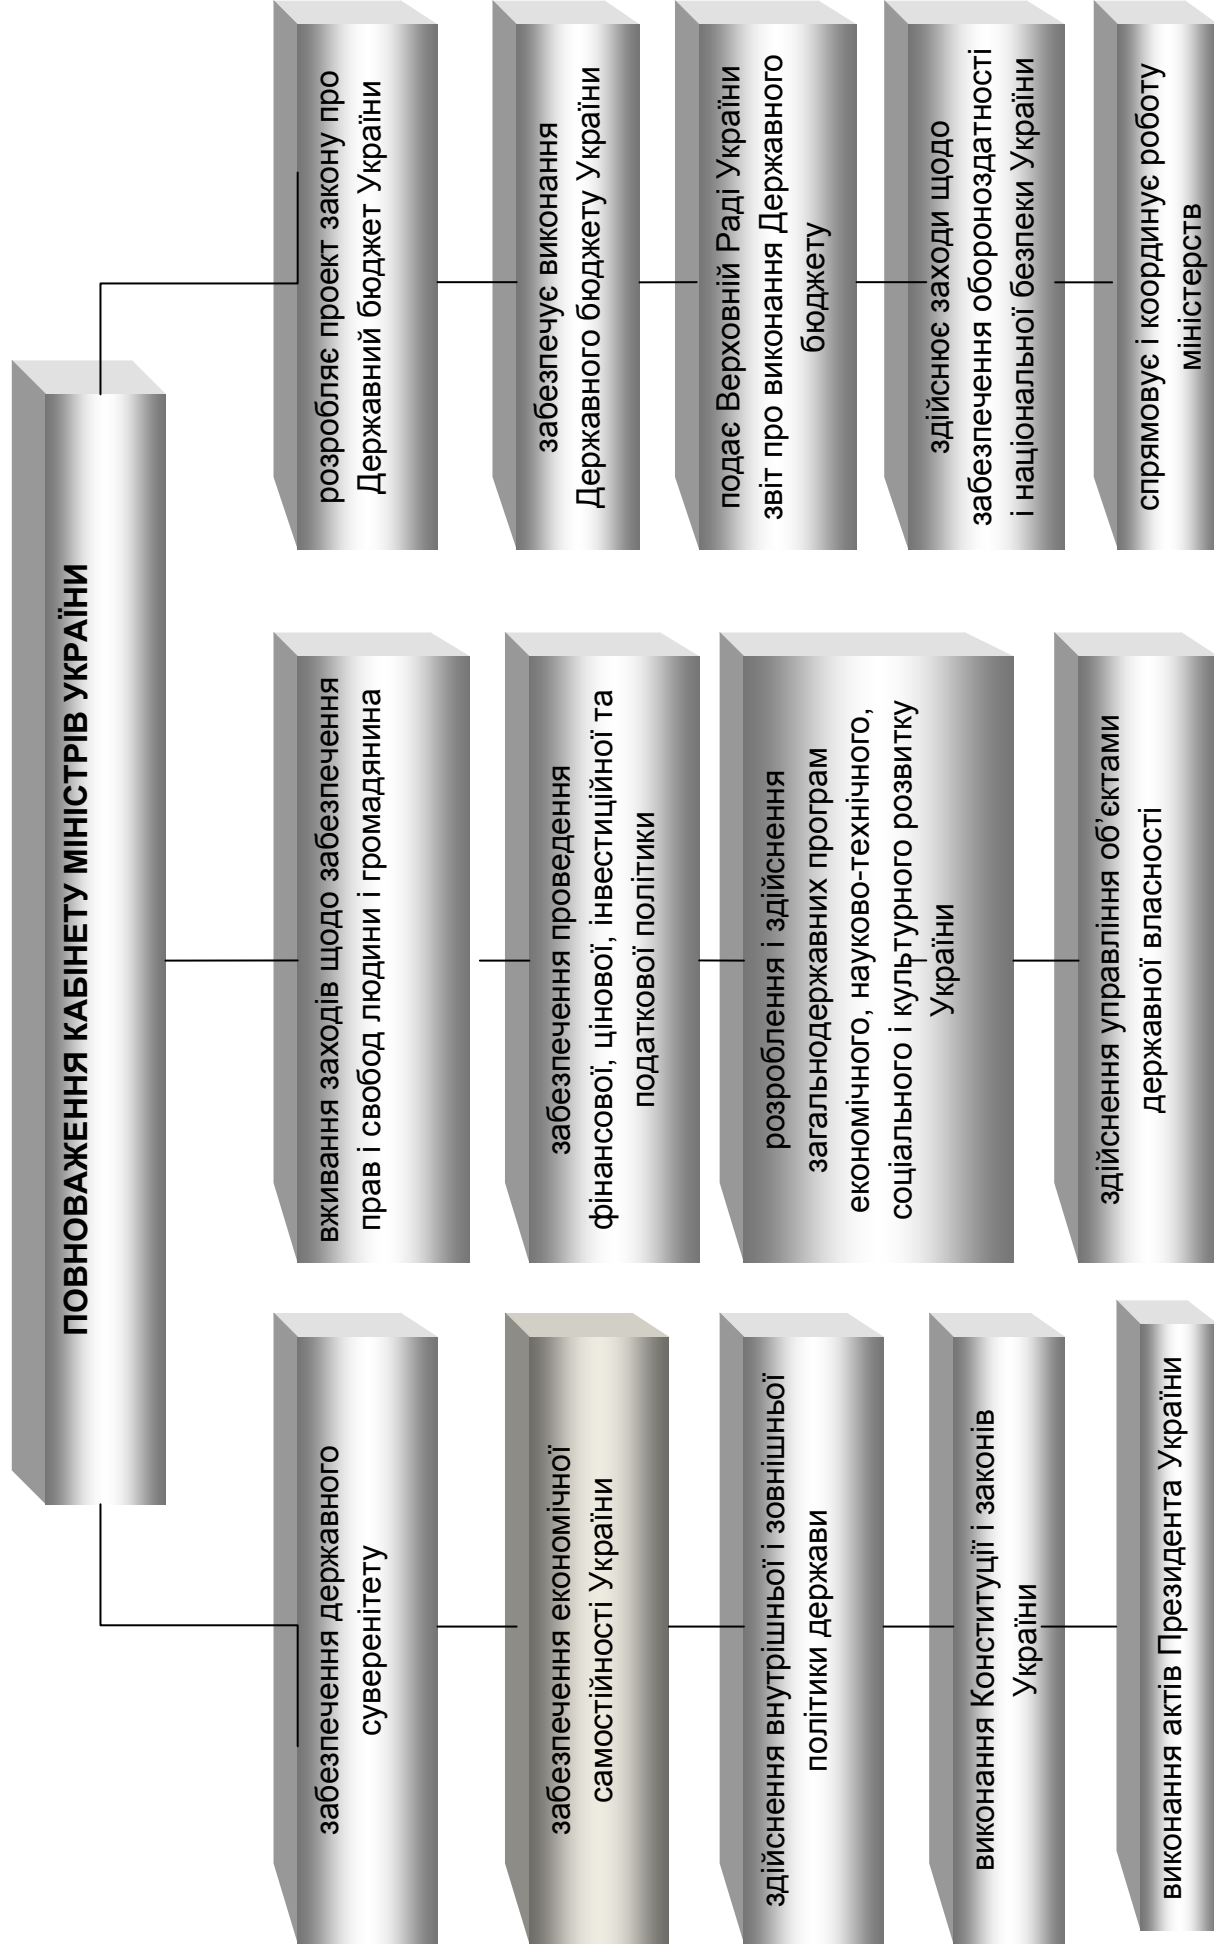 ПОВНОВАЖЕННЯ КАБІНЕТУ МІНІСТРІВ УКРАЇНИ
забезпечення державного
суверенітету
забезпечення економічної
самостійності України
здійснення внутрішньої і зовнішньої
політики держави
виконання Конституції і законів
України
виконання актів Президента України
вживання заходів щодо забезпечення
прав і свобод людини і громадянина
забезпечення проведення
фінансової, цінової, інвестиційної та
податкової політики
розроблення і здійснення
загальнодержавних програм
економічного, науково-технічного,
соціального і культурного розвитку
України
здійснення управління об’єктами
державної власності
розробляє проект закону про
Державний бюджет України
забезпечує виконання
Державного бюджету України
подає Верховній Раді України
звіт про виконання Державного
бюджету
здійснює заходи щодо
забезпечення обороноздатності
і національної безпеки України
спрямовує і координує роботу
міністерств